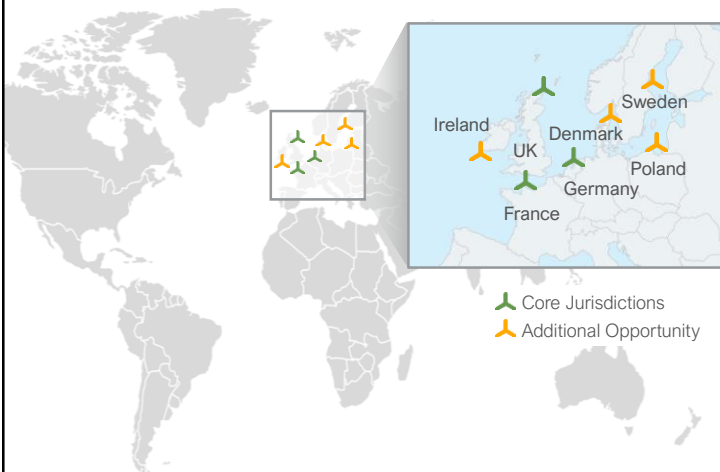 Sweden
Ireland
Denmark
UK
Poland
Germany
France
Core Jurisdictions
Additional Opportunity